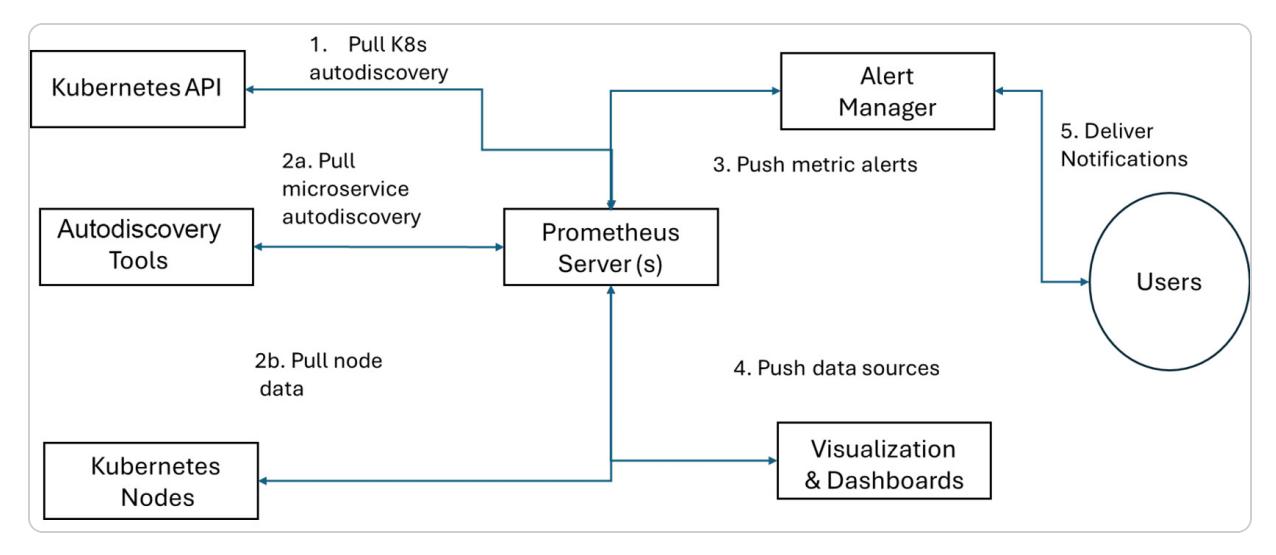 1. Pull K8s
autodiscovery
Kubernetes API
Alert
Manager
5. Deliver
Notifications
2a. Pull
microservice
autodiscovery
3. Push metric alerts
Autodiscovery
Tools
Prometheus
Server (s)
Users
2b. Pull node
data
4. Push data sources
Kubernetes
Nodes
Visualization
& Dashboards